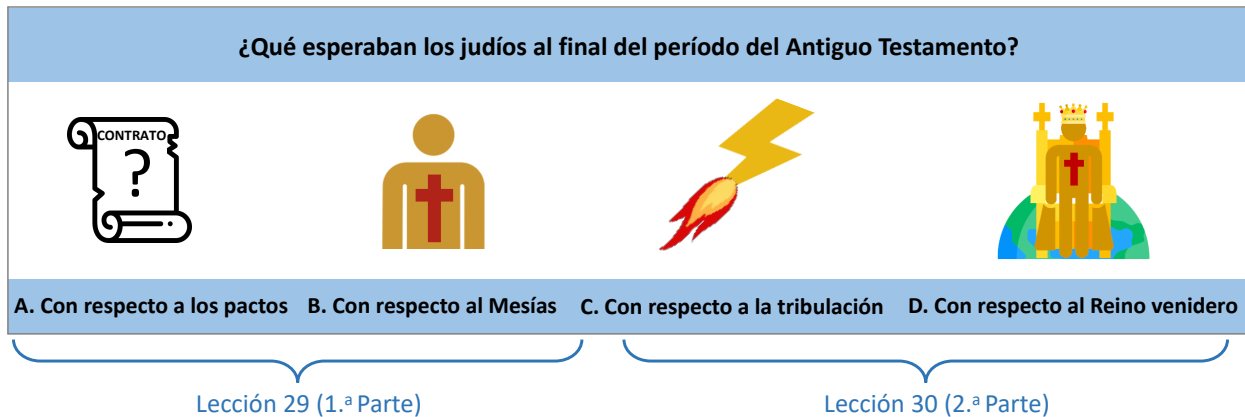 ¿Qué esperaban los judíos al final del período del Antiguo Testamento?
CONTRATO
?
A. Con respecto a los pactos
B. Con respecto al Mesías
C. Con respecto a la tribulación
D. Con respecto al Reino venidero
Lección 29 (1.ª Parte)
Lección 30 (2.ª Parte)